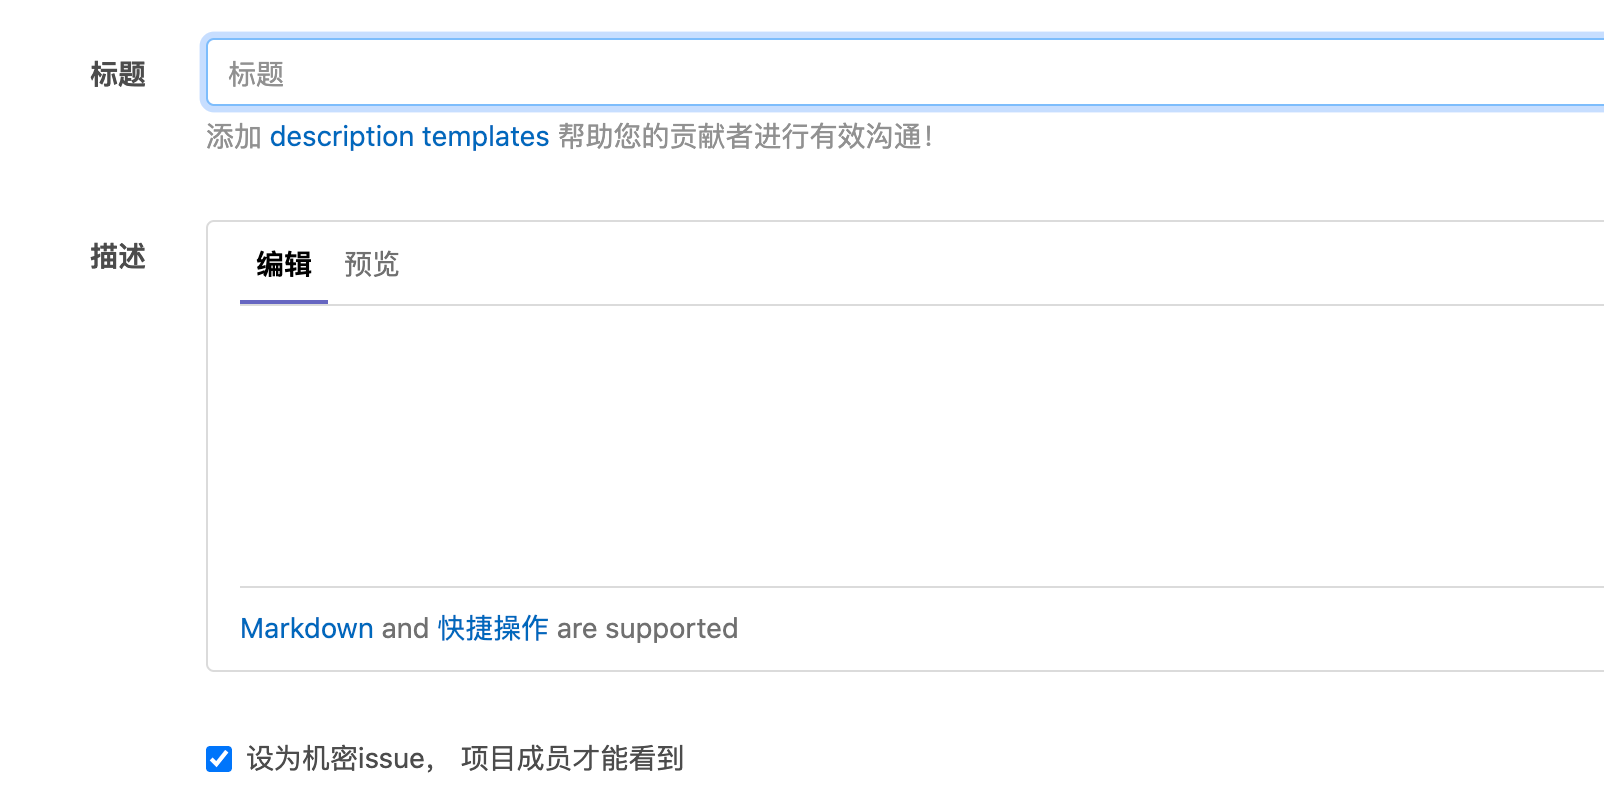 标题
标题
添加 description templates 帮助您的贡献者进行有效沟通！
描述
编辑 预览
Markdown and 快捷操作 are supported
设为机密issue， 项目成员才能看到